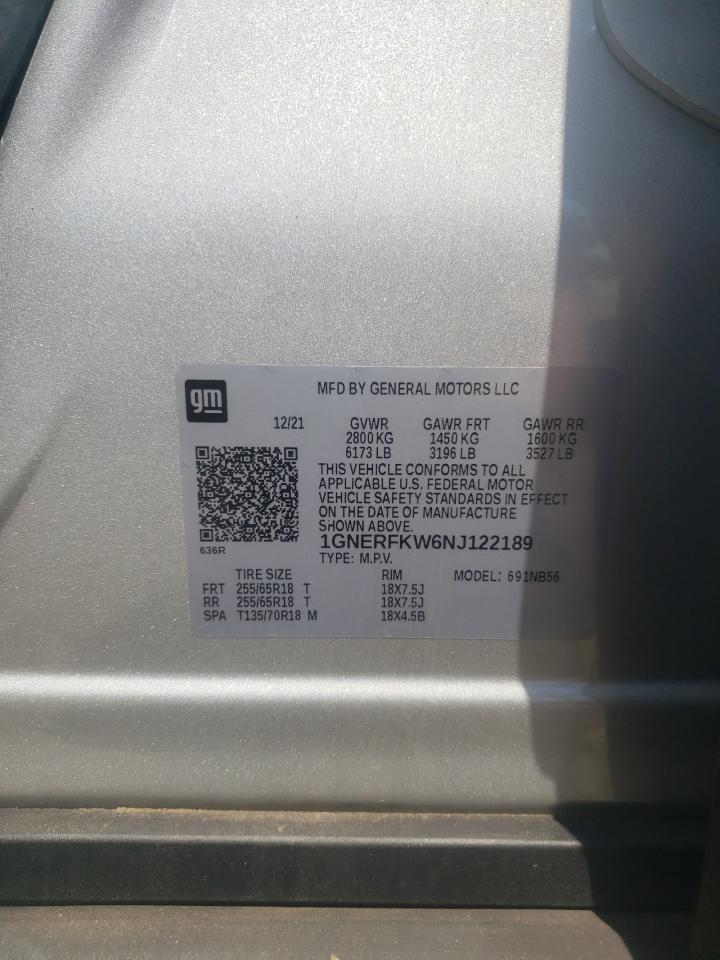 gm
MFD BY GENERAL MOTORS LLC
12/21 GVWR GAWR FRT GAWR RR
2800 KG 1450 KG 1600 KG
6173 LB 3196 LB 3527 LB
THIS VEHICLE CONFORMS TO ALL
APPLICABLE U.S. FEDERAL MOTOR
VEHICLE SAFETY STANDARDS IN EFFECT
ON THE DATE OF MANUFACTURE
SHOWN ABOVE.
1GNERFKW6NJ122189
636R
TYPE: M.P.V.
TIRE SIZE RIM MODEL: 691NB56
FRT 255/65R18 T 18X7.5J
RR 255/65R18 T 18X7.5J
SPA T135/70R18 M 18X4.5B